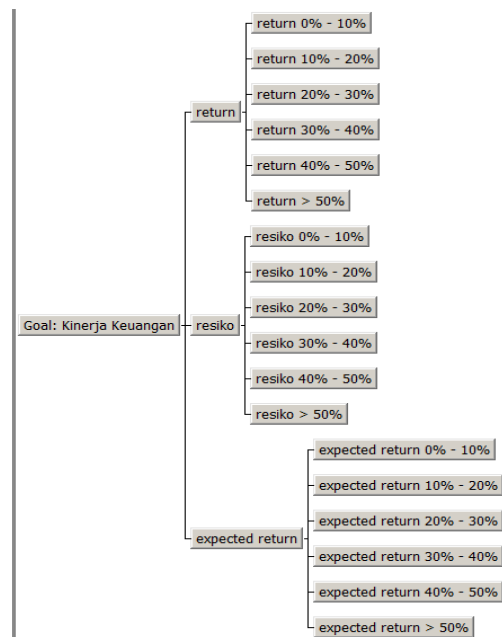 return 0% - 10%
return 10% - 20%
return 20% - 30%
return
return 30% - 40%
return 40% - 50%
return > 50%
resiko 0% - 10%
resiko 10% - 20%
resiko 20% - 30%
Goal: Kinerja Keuangan
resiko
resiko 30% - 40%
resiko 40% - 50%
resiko > 50%
expected return 0% - 10%
expected return 10% - 20%
expected return 20% - 30%
expected return
expected return 30% - 40%
expected return 40% - 50%
expected return > 50%